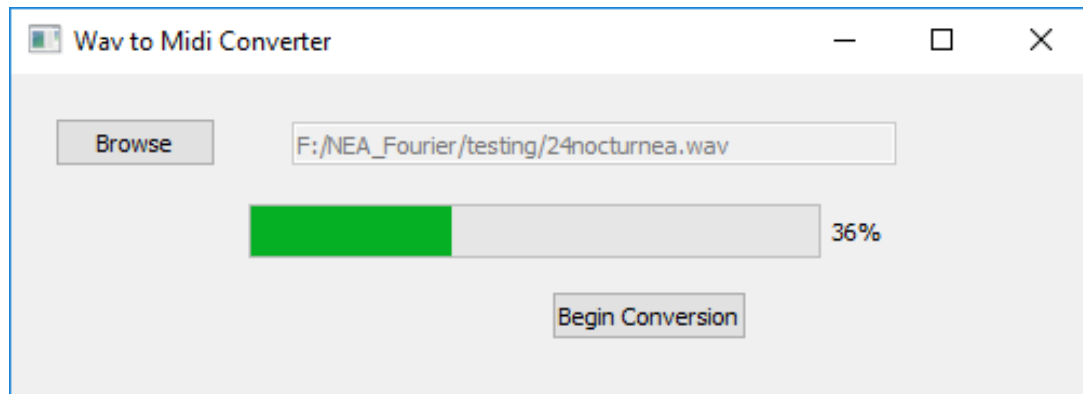 Wav to Midi Converter
Browse
F:/NEA_Fourier/testing/24nocturnea.wav
36%
Begin Conversion